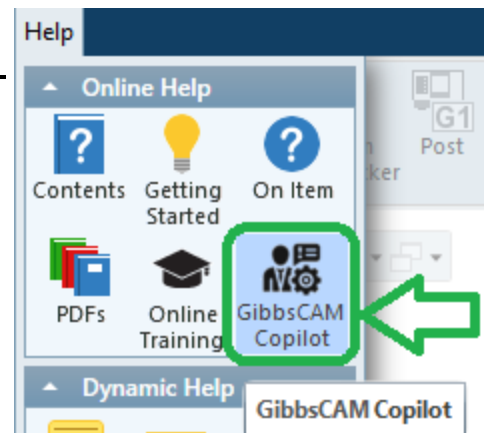 Help
Online Help
Contents
Getting
Started
On Item
PDFs
Online
Training
GibbsCAM
Copilot
G1
Post
Dynamic Help
GibbsCAM Copilot